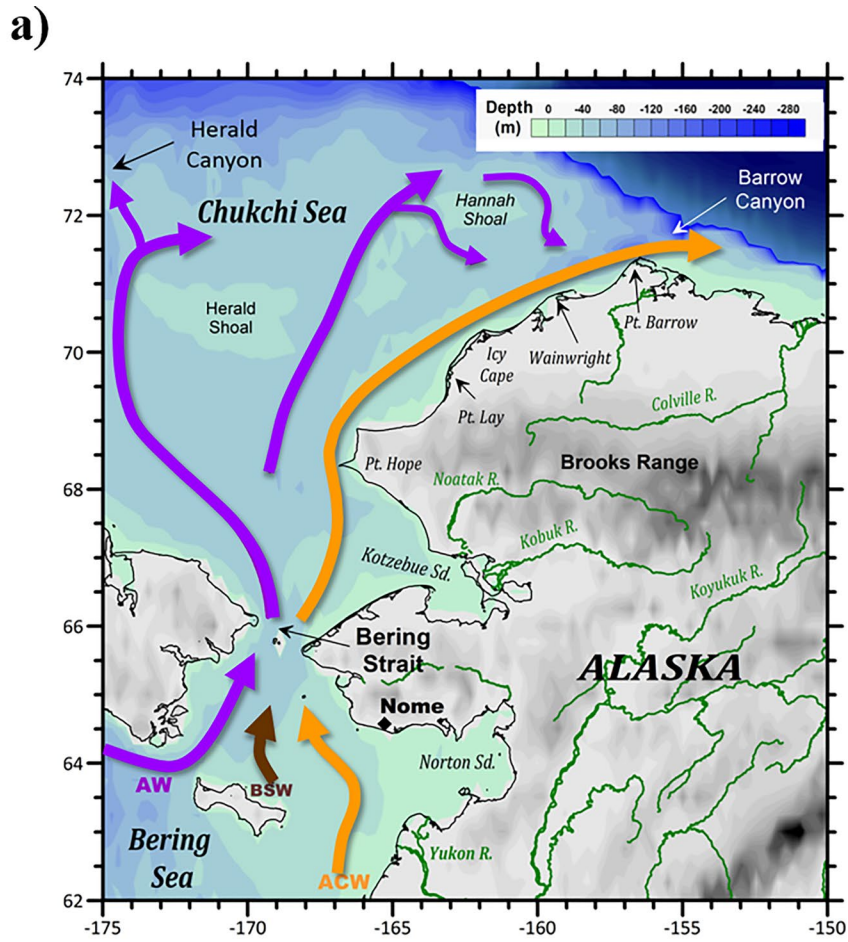 a)
74
72
70
68
66
64
62
-175
-170
-165
-160
-155
-150
Depth
(m)
0 -40 -80 -120 -160 -200 -240 -280
Herald
Canyon
Chukchi Sea
Hannah
Shoal
Barrow
Canyon
Herald
Shoal
Pt. Barrow
Wainwright
Icy
Cape
Pt. Lay
Colville R.
Pt. Hope
Brooks Range
Noatak R.
Kobuk R.
Kotzebue Sd.
Koyukuk R.
Bering
Strait
ALASKA
Nome
Norton Sd.
AW
BSW
Bering
Sea
Yukon R.
ACW